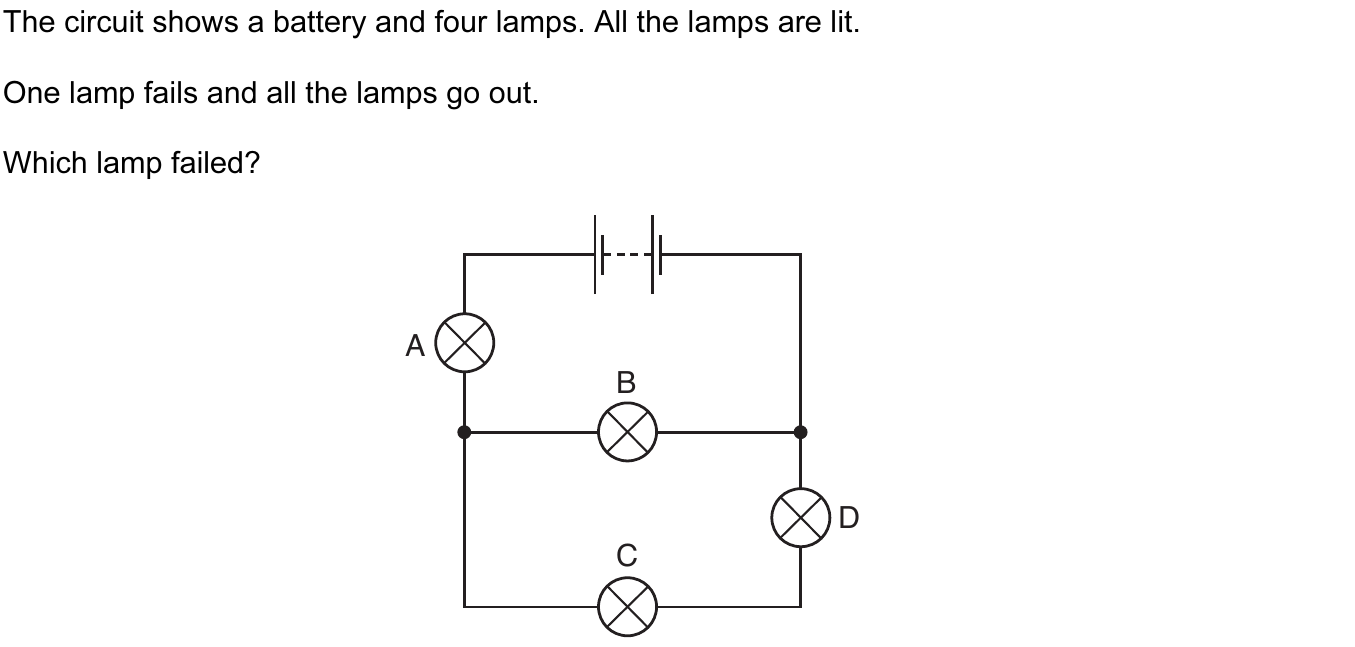 The circuit shows a battery and four lamps. All the lamps are lit.
One lamp fails and all the lamps go out.
Which lamp failed?
A
B
D
C